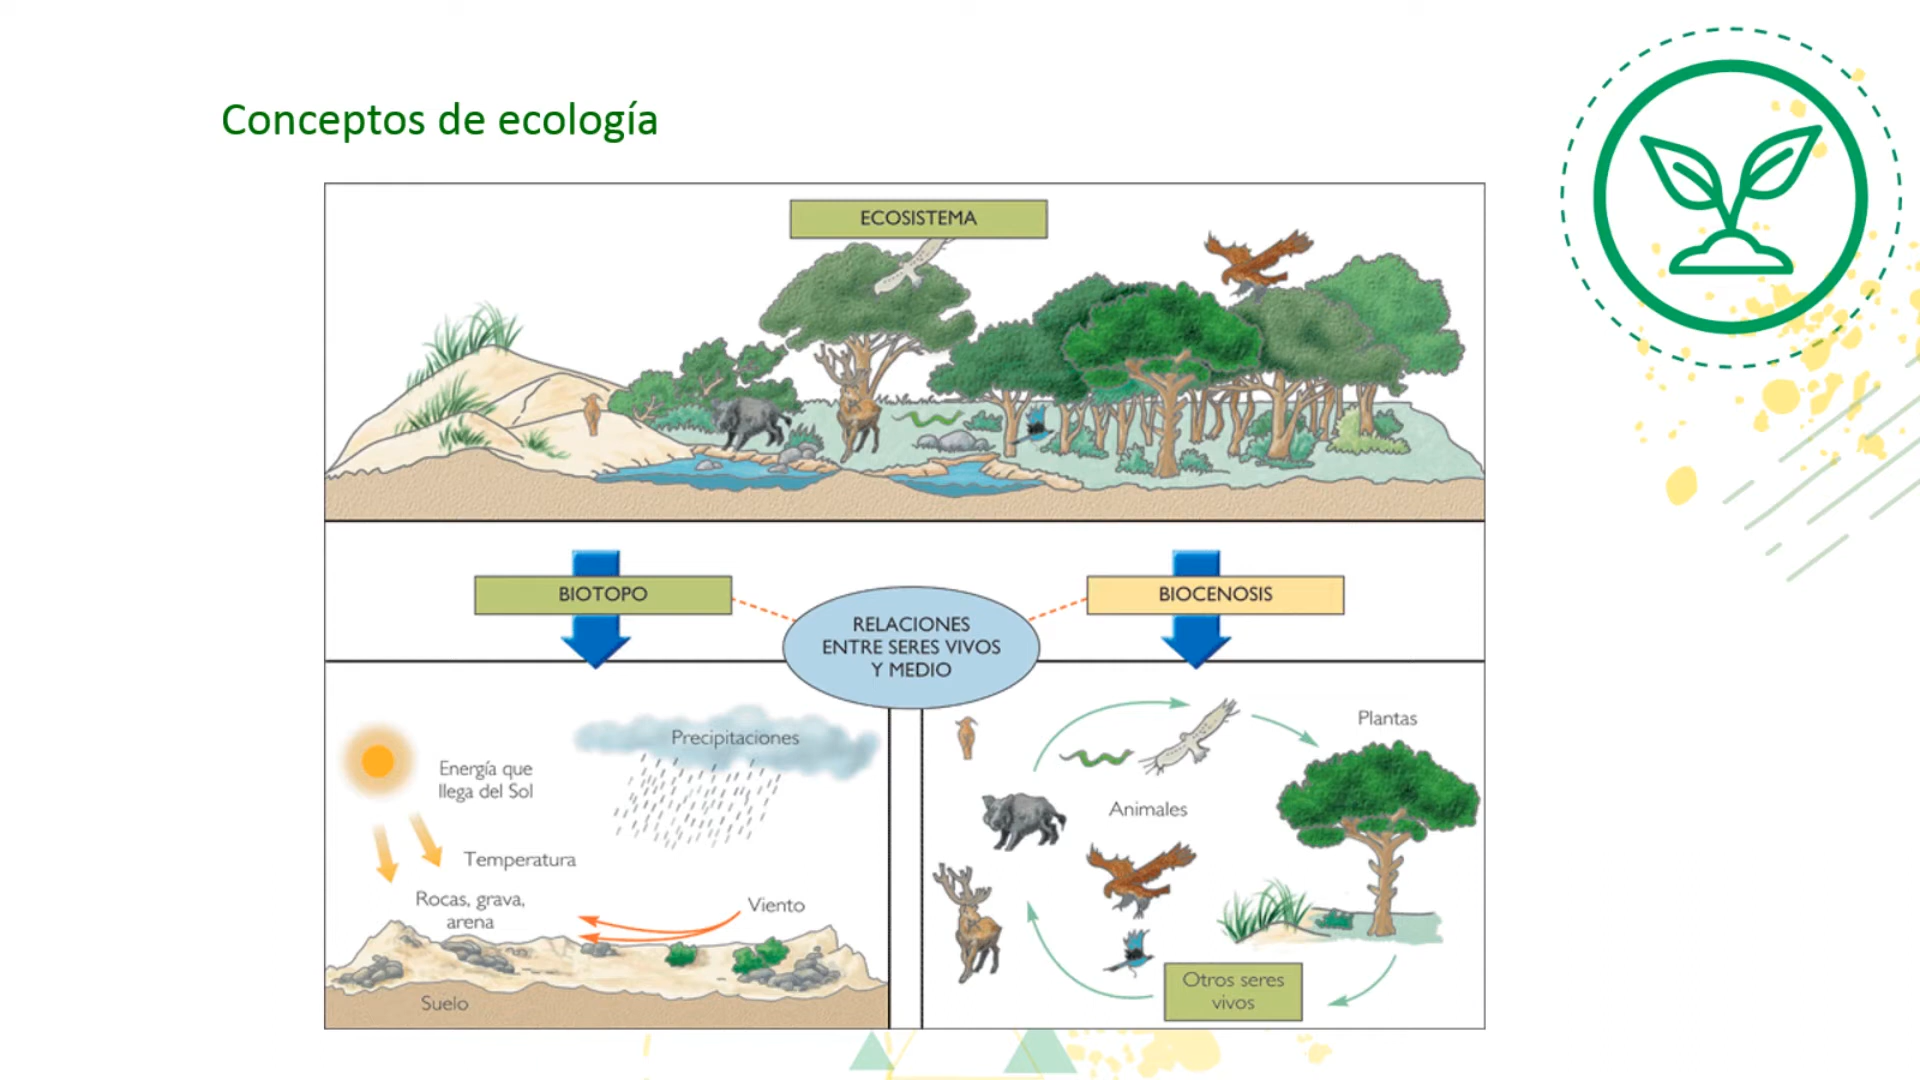 Conceptos de ecología
ECOSISTEMA
BIOTOPO
BIOCENOSIS
RELACIONES
ENTRE SERES VIVOS
Y MEDIO
Precipitaciones
Energía que
llega del Sol
Temperatura
Rocas, grava,
arena
Viento
Suelo
Plantas
Animales
Otros seres
vivos